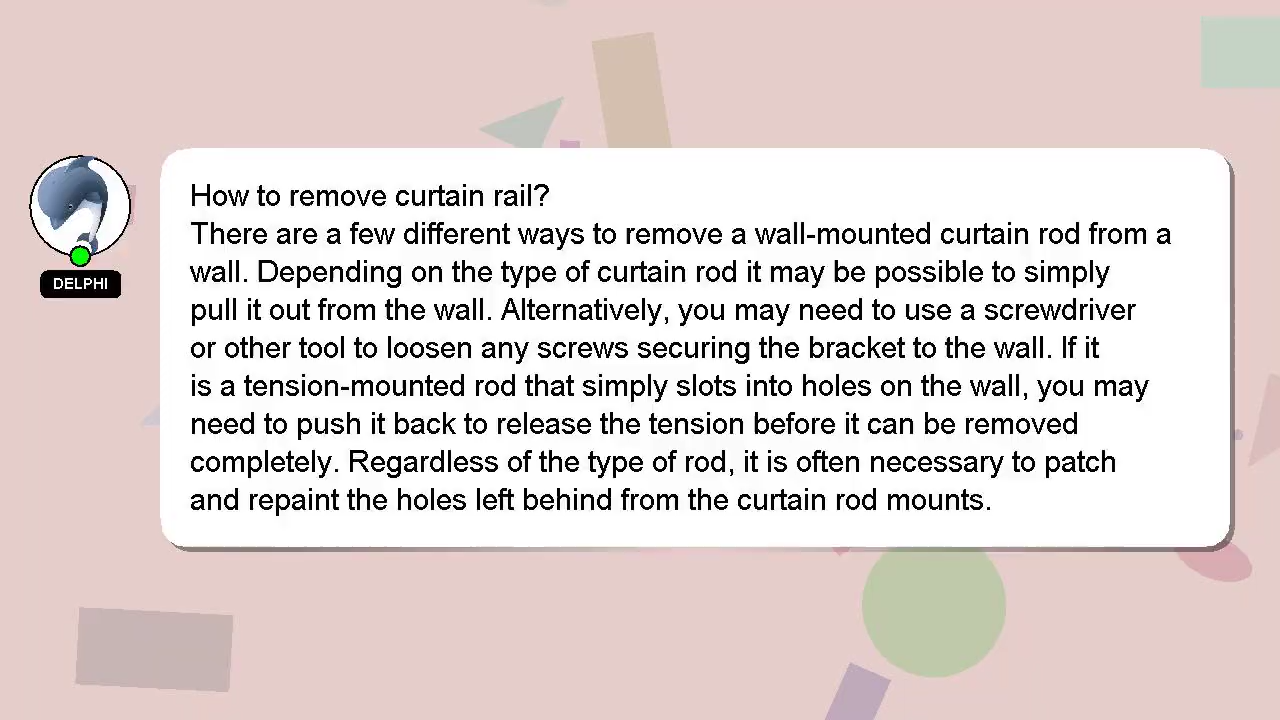 DELPHI
How to remove curtain rail?
There are a few different ways to remove a wall-mounted curtain rod from a
wall. Depending on the type of curtain rod it may be possible to simply
pull it out from the wall. Alternatively, you may need to use a screwdriver
or other tool to loosen any screws securing the bracket to the wall. If it
is a tension-mounted rod that simply slots into holes on the wall, you may
need to push it back to release the tension before it can be removed
completely. Regardless of the type of rod, it is often necessary to patch
and repaint the holes left behind from the curtain rod mounts.